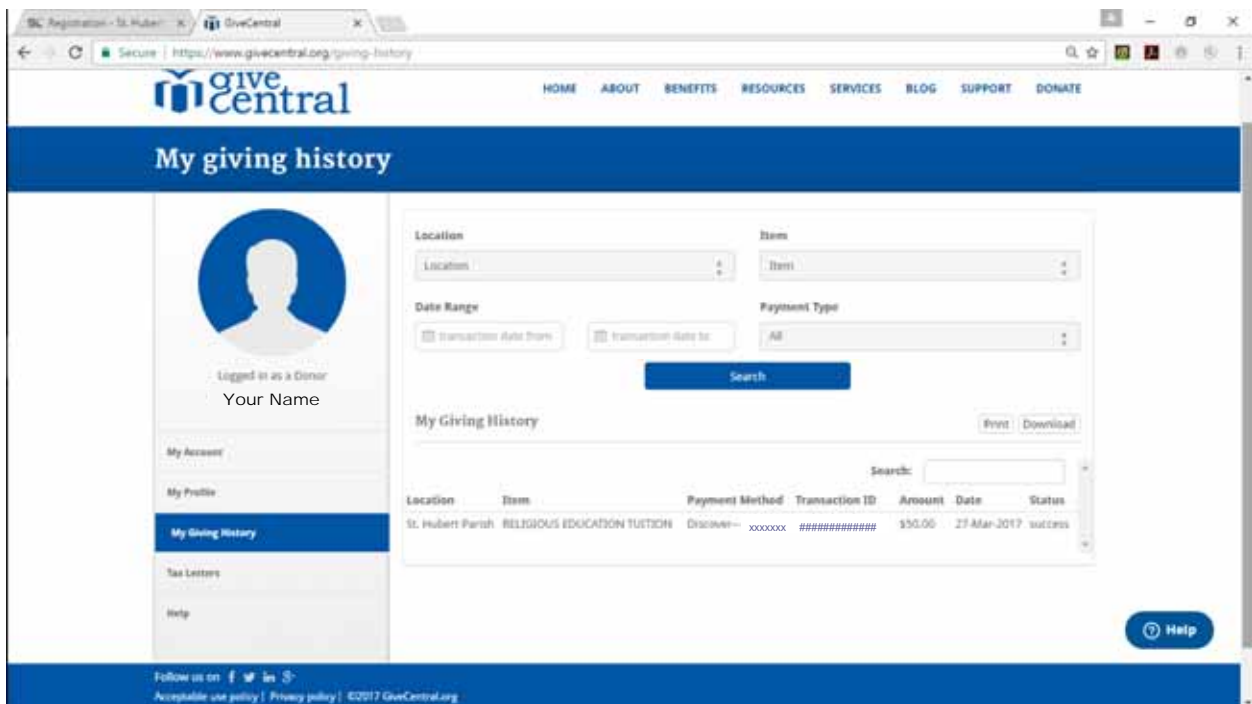 Registration - St. Huber
GiveCentral
Secure | https://www.givecentral.org/giving-history
give central
HOME ABOUT BENEFITS RESOURCES SERVICES BLOG SUPPORT DONATE
My giving history
Location Item
Location Item
Date Range Payment Type
transaction date from transaction date to All
Search
Logged in as a Donor
Your Name
My Account
My Profile
My Giving History
Tax Letters
Help
My Giving History Print Download
Search:
Location Item Payment Method Transaction ID Amount Date Status
St. Hubert Parish RELIGIOUS EDUCATION TUITION Discover-- xxxxxxx ############# $50.00 27-Mar-2017 success
Help
Follow us on
Acceptable use policy | Privacy policy | ©2017 GiveCentral.org